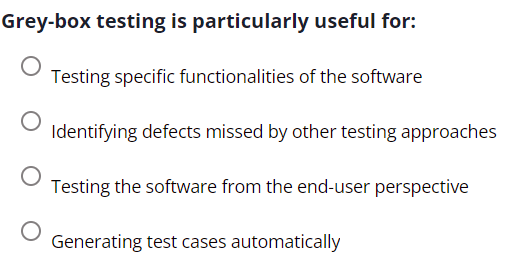 Grey-box testing is particularly useful for:
Testing specific functionalities of the software
Identifying defects missed by other testing approaches
Testing the software from the end-user perspective
Generating test cases automatically